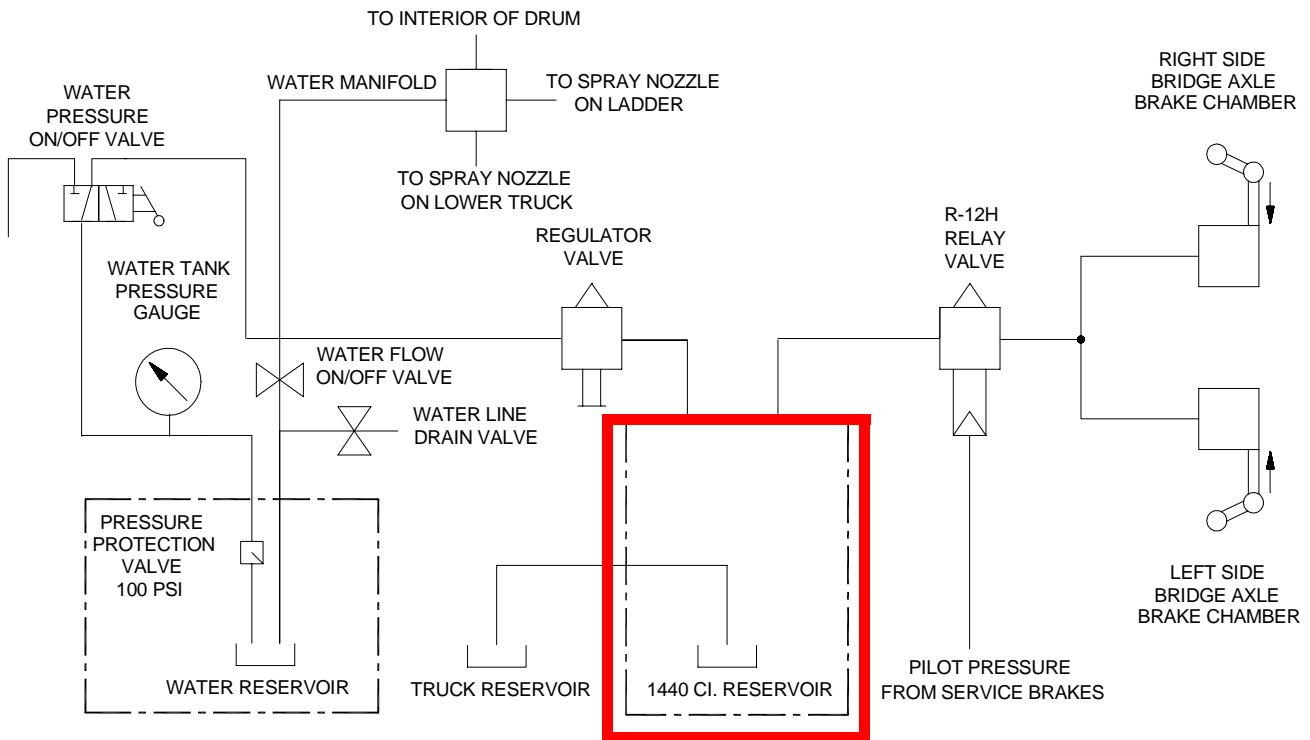 TO INTERIOR OF DRUM
WATER MANIFOLD
TO SPRAY NOZZLE
ON LADDER
TO SPRAY NOZZLE
ON LOWER TRUCK
WATER
PRESSURE
ON/OFF VALVE
RIGHT SIDE
BRIDGE AXLE
BRAKE CHAMBER
REGULATOR
VALVE
R-12H
RELAY
VALVE
WATER TANK
PRESSURE
GAUGE
WATER FLOW
ON/OFF VALVE
WATER LINE
DRAIN VALVE
PRESSURE
PROTECTION
VALVE
100 PSI
WATER RESERVOIR
TRUCK RESERVOIR
1440 CI. RESERVOIR
PILOT PRESSURE
FROM SERVICE BRAKES
LEFT SIDE
BRIDGE AXLE
BRAKE CHAMBER